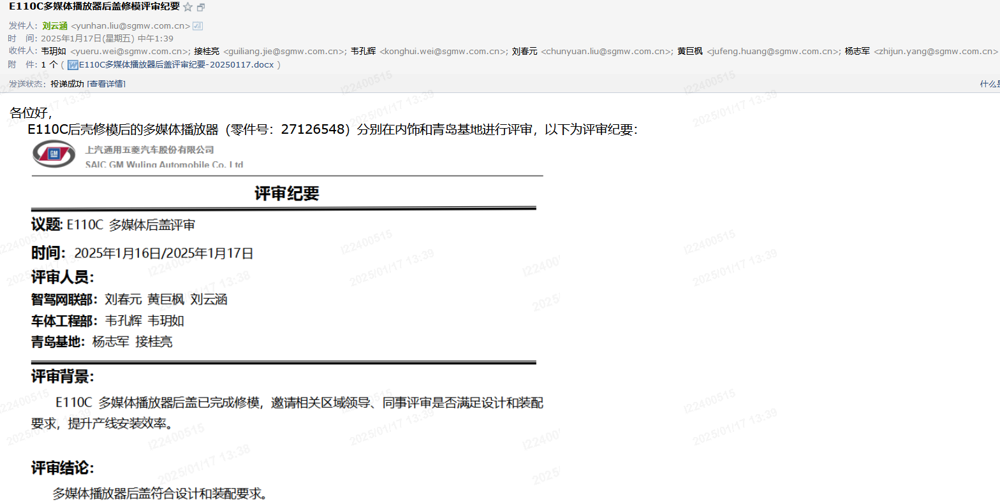 E110C多媒体播放器后盖修模评审纪要
发件人：刘云涵 <yunhan.liu@sgmw.com.cn>
时 间：2025年1月17日(星期五) 中午1:39
收件人：韦玥如 <yueru.wei@sgmw.com.cn>; 接桂亮 <guiliang.jie@sgmw.com.cn>; 韦孔辉 <konghui.wei@sgmw.com.cn>; 刘春元 <chunyuan.liu@sgmw.com.cn>; 黄巨枫 <jufeng.huang@sgmw.com.cn>; 杨志军 <zhijun.yang@sgmw.com.cn>
附 件：1 个 ( E110C多媒体播放器后盖评审纪要-20250117.docx )
发送状态：投递成功 [查看详情]
什么是
各位好，
E110C后壳修模后的多媒体播放器（零件号：27126548）分别在内饰和青岛基地进行评审，以下为评审纪要：
GM
上汽通用五菱汽车股份有限公司
SAIC GM Wuling Automobile Co. Ltd
评审纪要
议题: E110C 多媒体后盖评审
时间：2025年1月16日/2025年1月17日
评审人员：
智驾网联部：刘春元 黄巨枫 刘云涵
车体工程部：韦孔辉 韦玥如
青岛基地：杨志军 接桂亮
评审背景：
E110C 多媒体播放器后盖已完成修模，邀请相关区域领导、同事评审是否满足设计和装配
要求，提升产线安装效率。
评审结论：
多媒体播放器后盖符合设计和装配要求。